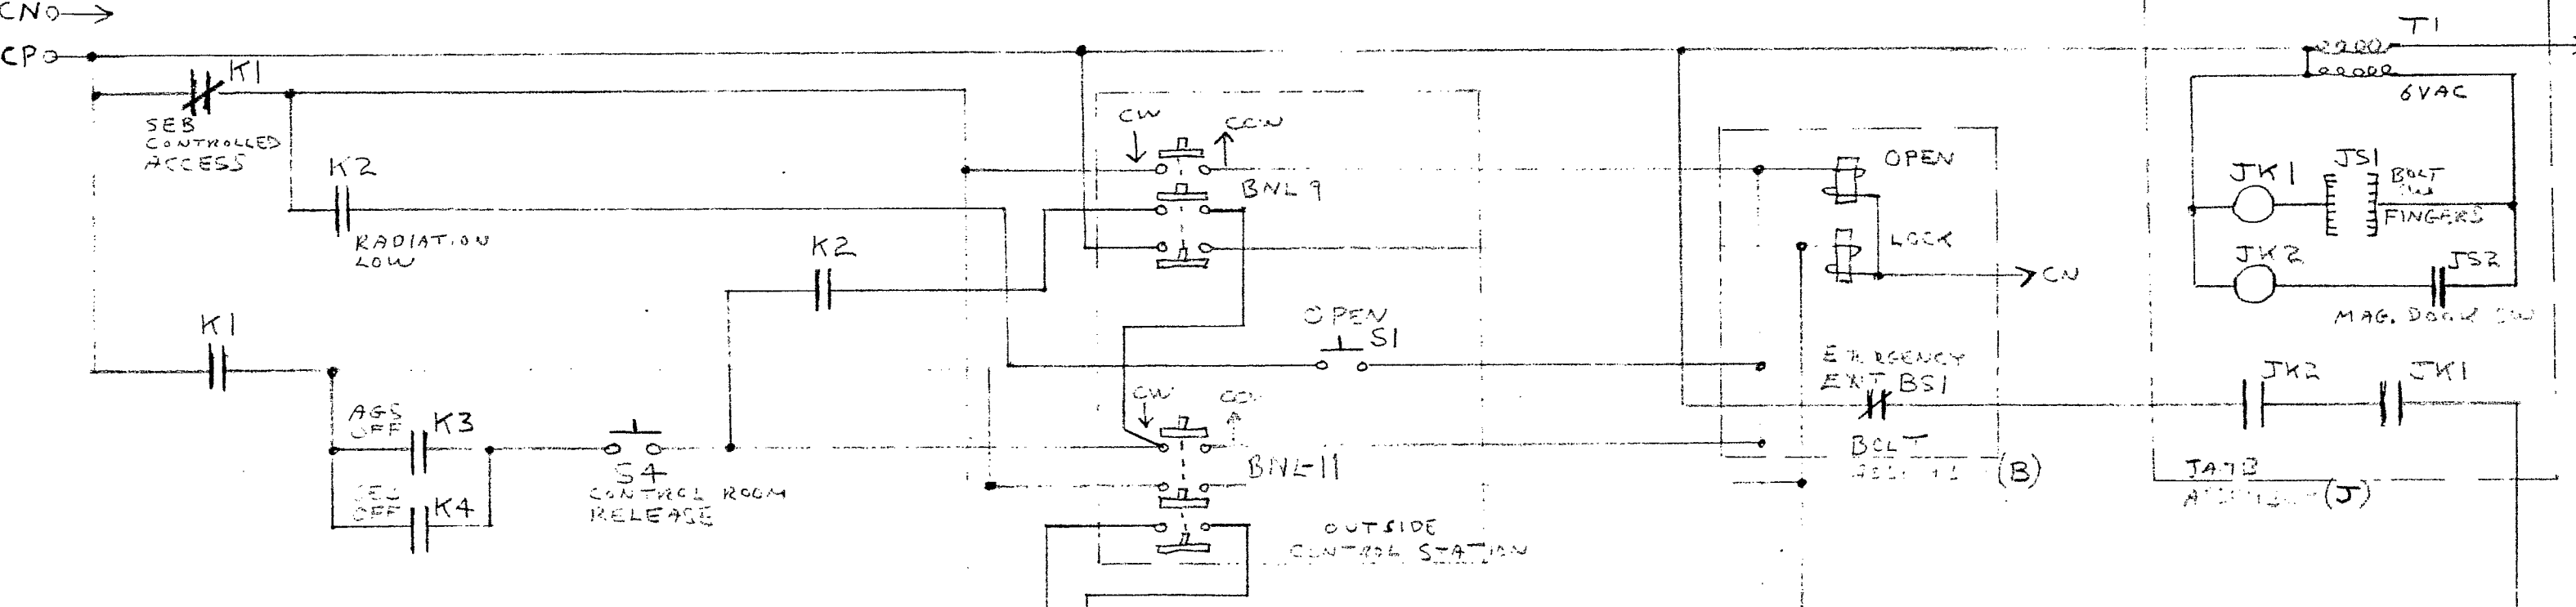 CN
CP
K1
SEB
CONTROLLED
ACCESS
K2
RADIATION
LOW
K1
AGS
OFF
K3
OFF
K4
S4
CONTROL ROOM
RELEASE
K2
CW
CCW
BNL 9
OPEN
S1
CW
BNL-11
OUTSIDE
CONTROL STATION
OPEN
LOCK
CN
EMERGENCY
EXIT BS1
BOLT
(B)
T1
6VAC
JK1
JS1
BOLT
SW
FINGERS
JK2
JS2
MAG. DOOR SW
JK2
JK1
JAMB
(J)